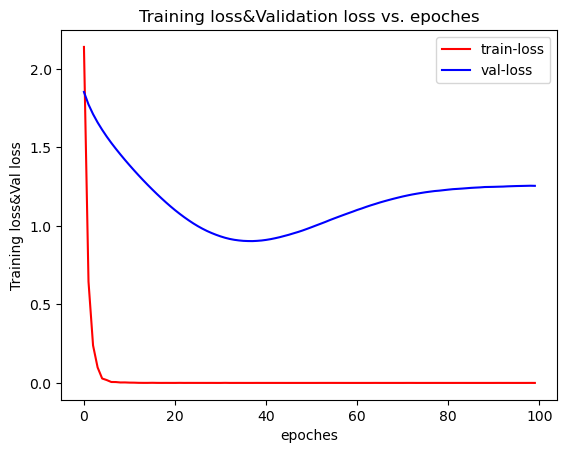 Training loss&Validation loss vs. epoches
train-loss
val-loss
Training loss&Val loss
2.0
1.5
1.0
0.5
0.0
0 20 40 60 80 100
epoches